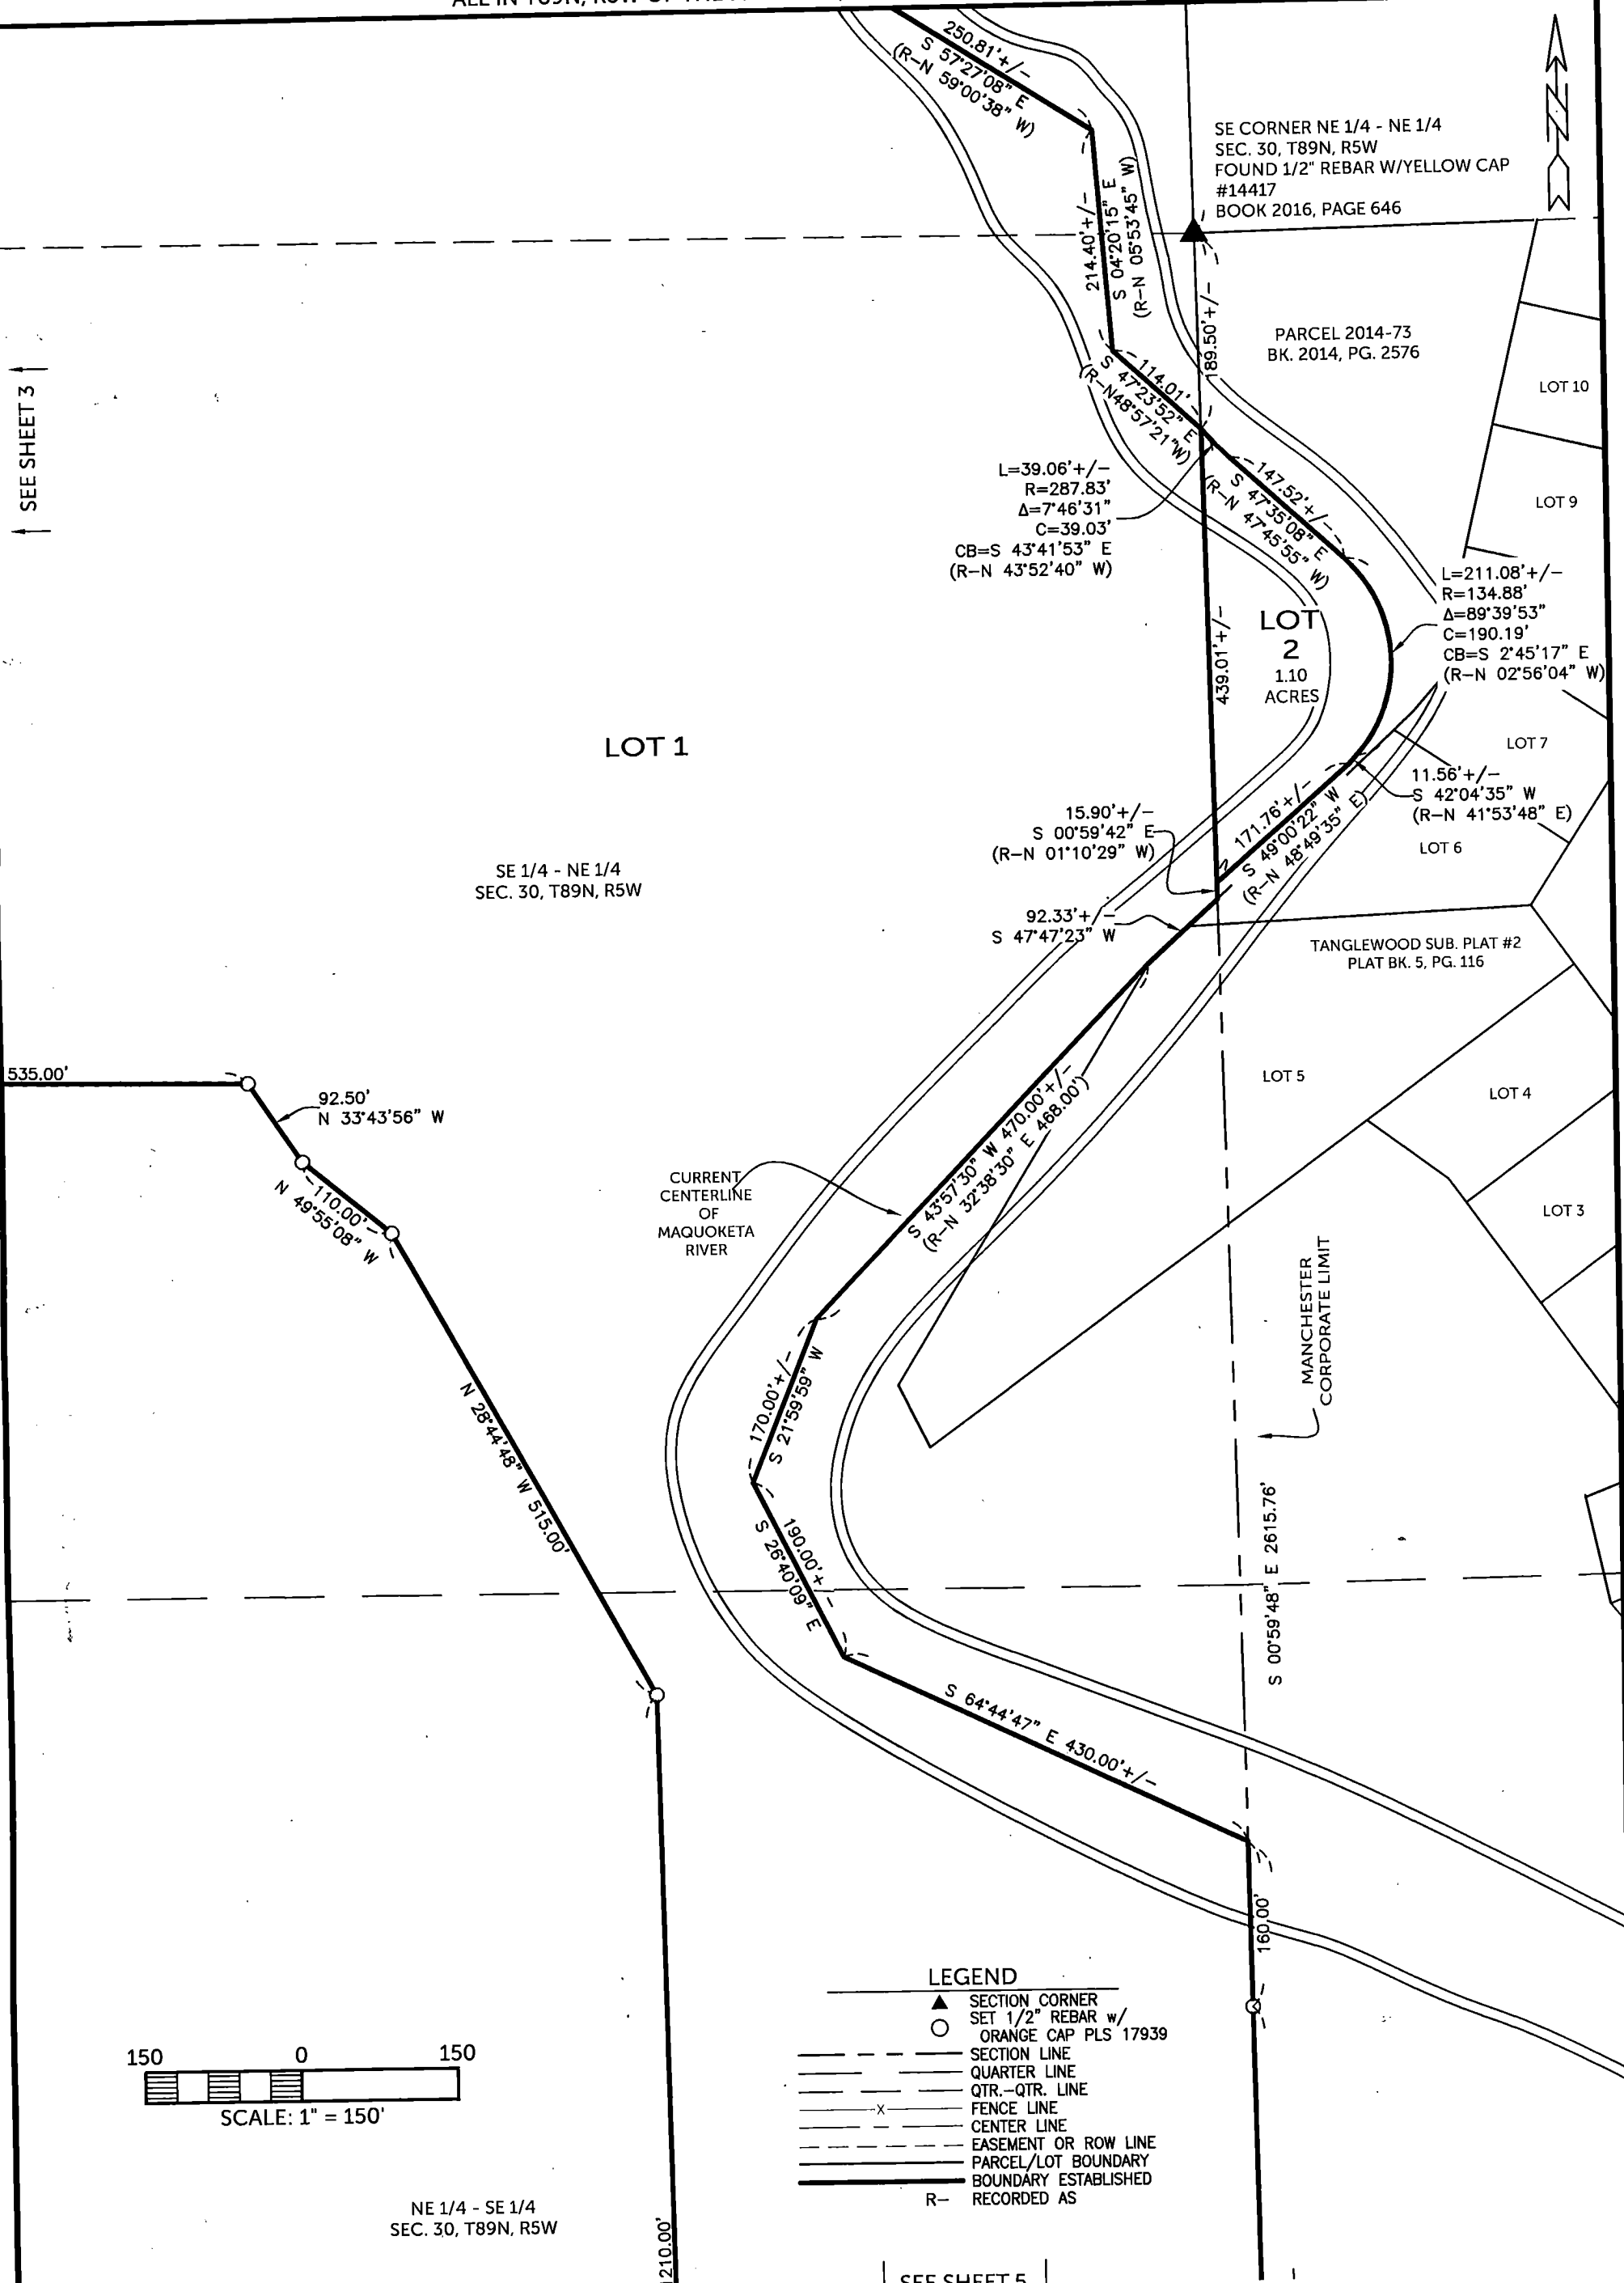 250.81'+/-
S 57°27'08" E
(R-N 59°00'38" W)
SE CORNER NE 1/4 - NE 1/4
SEC. 30, T89N, R5W
FOUND 1/2" REBAR W/YELLOW CAP
#14417
BOOK 2016, PAGE 646
N
214.40'+/-
S 04°20'15" E
(R-N 05°53'45" W)
189.50'+/-
PARCEL 2014-73
BK. 2014, PG. 2576
SEE SHEET 3
114.01'
S 47°23'52" E
(R-N48°57'21"W)
LOT 10
L=39.06'+/-
R=287.83'
Δ=7°46'31"
C=39.03'
CB=S 43°41'53" E
(R-N 43°52'40" W)
147.52'+/-
S 47°35'08" E
(R-N 47°45'55" W)
LOT 9
L=211.08'+/-
R=134.88'
Δ=89°39'53"
C=190.19'
CB=S 2°45'17" E
(R-N 02°56'04" W)
439.01'+/-
LOT
2
1.10
ACRES
LOT 1
LOT 7
11.56'+/-
S 42°04'35" W
(R-N 41°53'48" E)
15.90'+/-
S 00°59'42" E
(R-N 01°10'29" W)
171.76'+/-
S 49°00'22" W
(R-N 48°49'35" E)
LOT 6
SE 1/4 - NE 1/4
SEC. 30, T89N, R5W
92.33'+/-
S 47°47'23" W
TANGLEWOOD SUB. PLAT #2
PLAT BK. 5, PG. 116
535.00'
92.50'
N 33°43'56" W
LOT 5
LOT 4
110.00'
N 49°55'08" W
S 43°57'30" W 470.00'+/-
(R-N 32°38'30" E 468.00')
CURRENT
CENTERLINE
OF
MAQUOKETA
RIVER
LOT 3
MANCHESTER
CORPORATE LIMIT
N 28°44'48" W 515.00'
170.00'+/-
S 21°59'59" W
190.00'+/-
S 26°40'09" E
S 00°59'48" E 2615.76'
S 64°44'47" E 430.00'+/-
160.00'
LEGEND
SECTION CORNER
SET 1/2" REBAR w/
ORANGE CAP PLS 17939
SECTION LINE
QUARTER LINE
QTR.-QTR. LINE
X FENCE LINE
CENTER LINE
EASEMENT OR ROW LINE
PARCEL/LOT BOUNDARY
BOUNDARY ESTABLISHED
R- RECORDED AS
150 0 150
SCALE: 1" = 150'
NE 1/4 - SE 1/4
SEC. 30, T89N, R5W
1210.00'
SEE SHEET 5